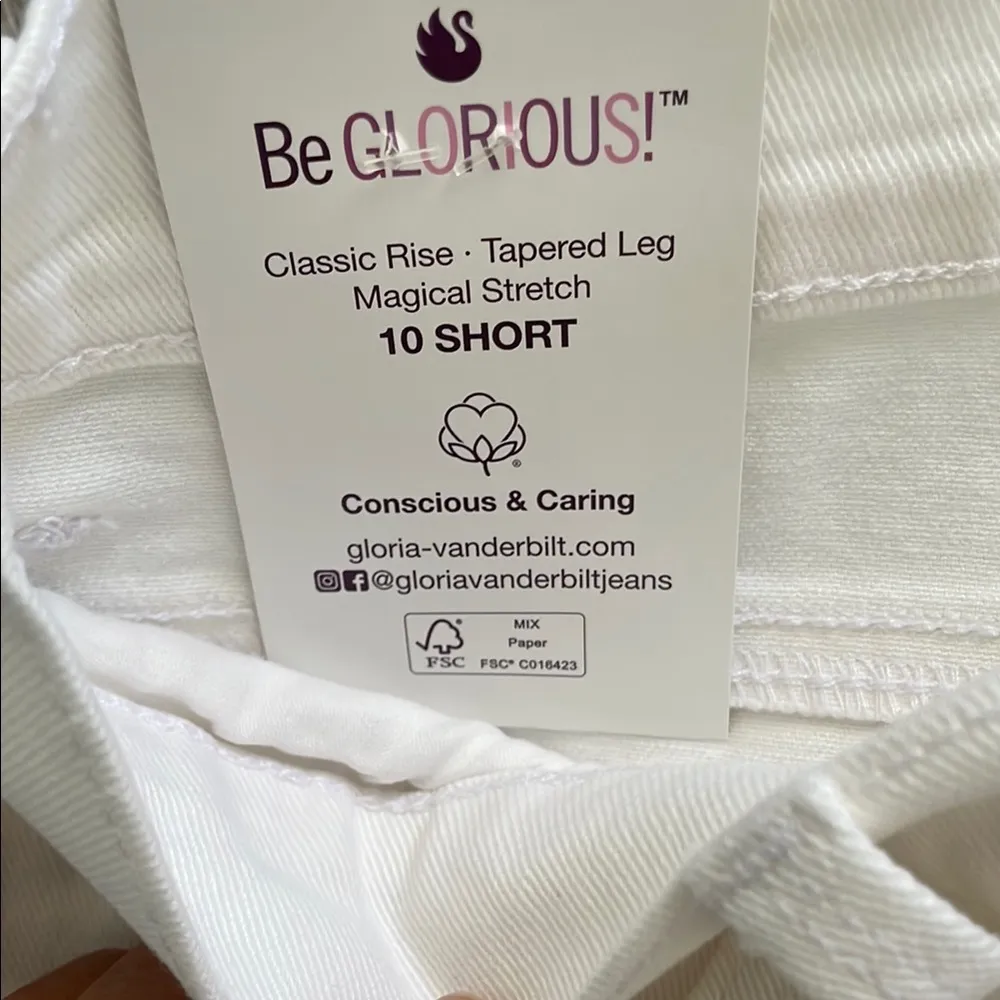 Be GLORIOUS!™
Classic Rise · Tapered Leg
Magical Stretch
10 SHORT
®
Conscious & Caring
gloria-vanderbilt.com
@gloriavanderbiltjeans
FSC
MIX
Paper
FSC® C016423